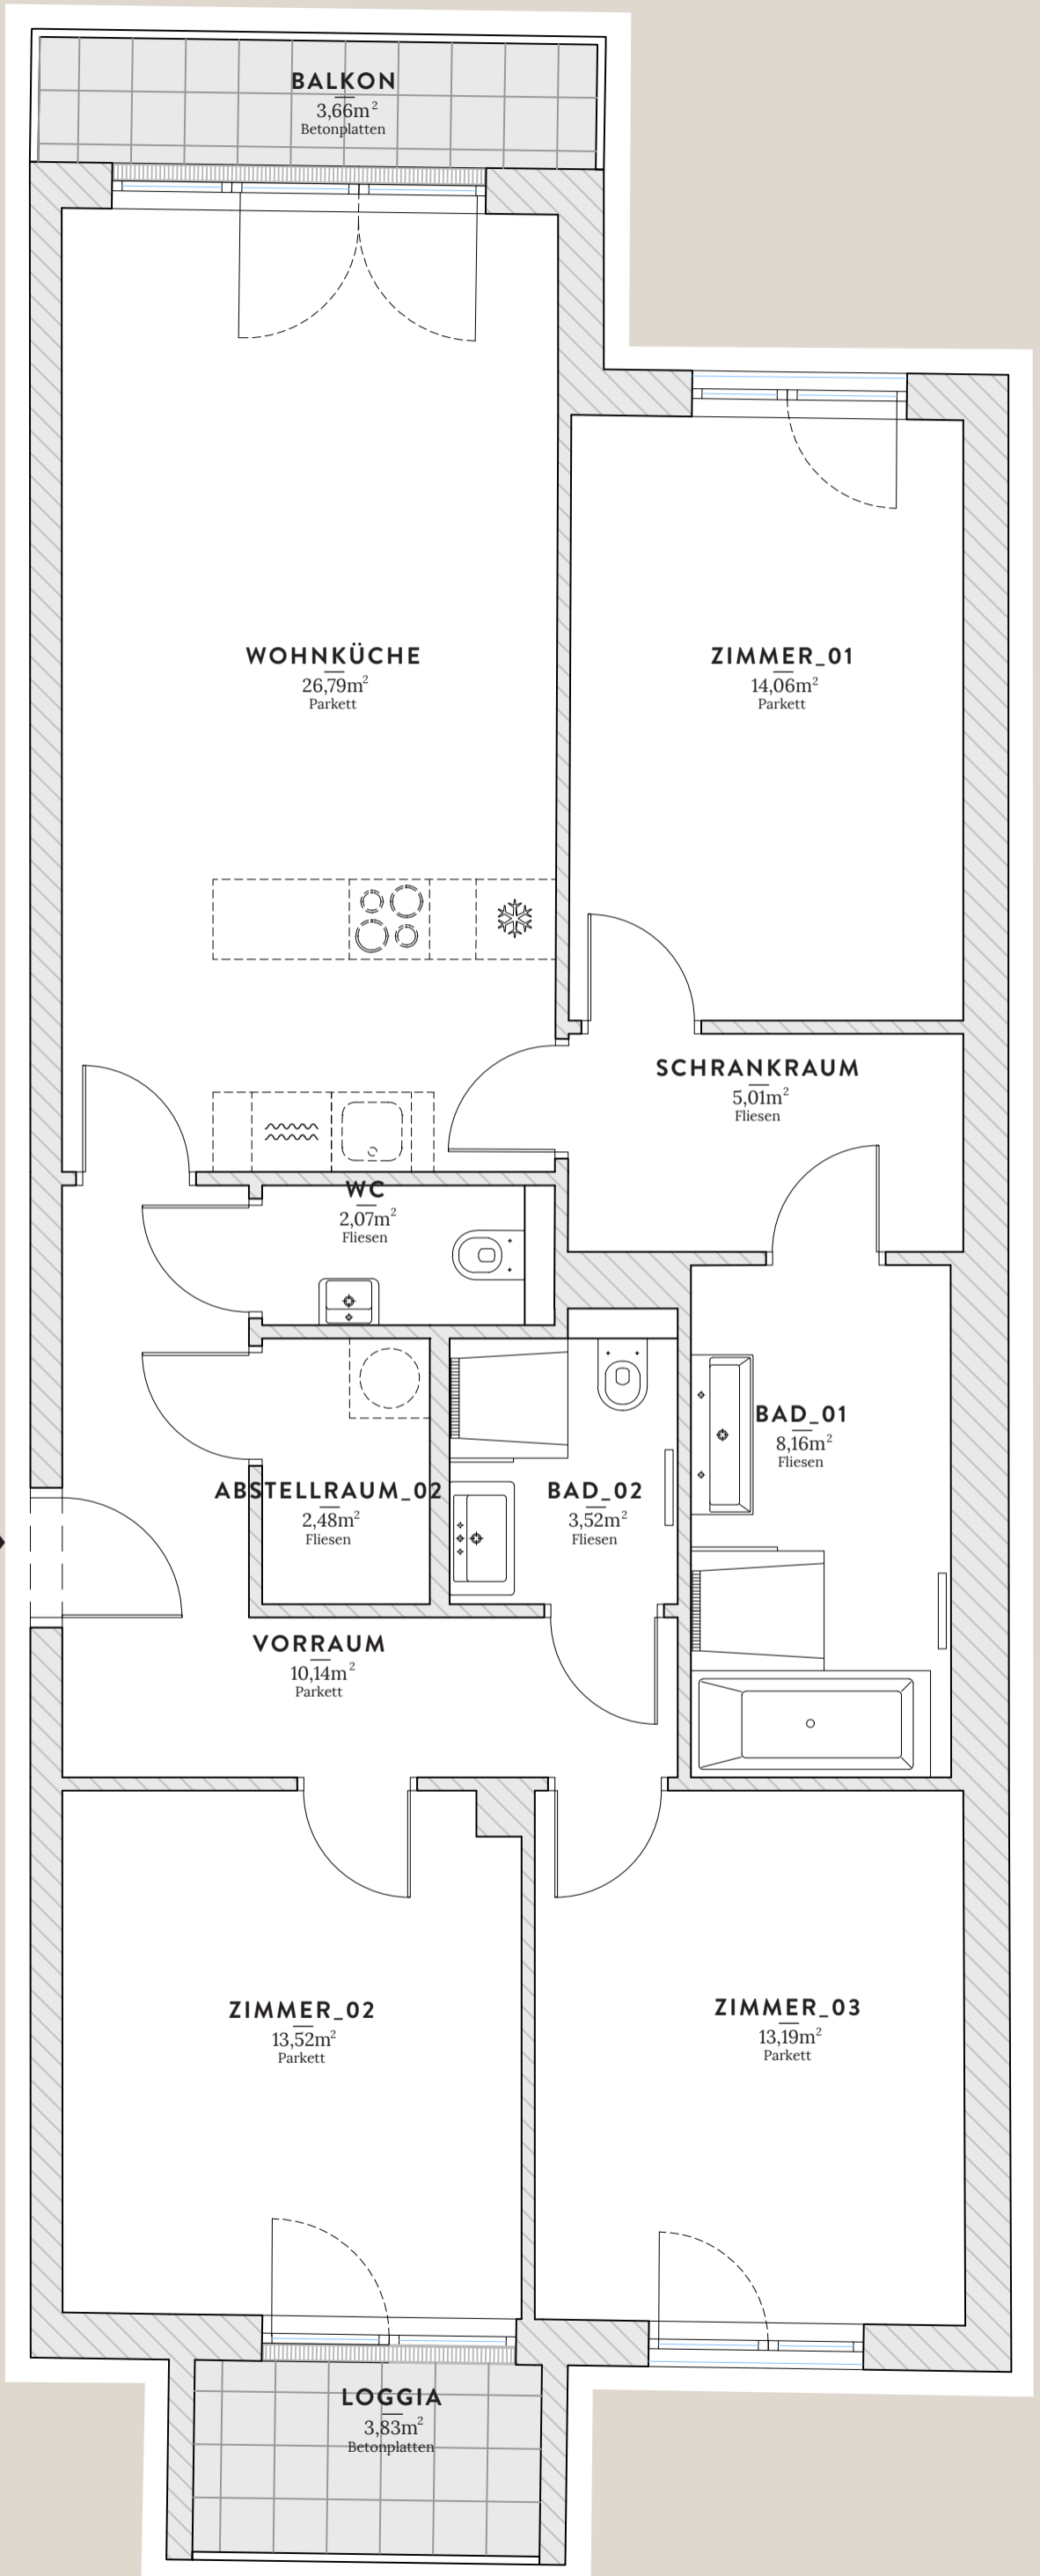 BALKON
3,66m²
Betonplatten
WOHNKÜCHE
26,79m²
Parkett
ZIMMER_01
14,06m²
Parkett
SCHRANKRAUM
5,01m²
Fliesen
WC
2,07m²
Fliesen
BAD_01
8,16m²
Fliesen
ABSTELLRAUM_02
2,48m²
Fliesen
BAD_02
3,52m²
Fliesen
VORRAUM
10,14m²
Parkett
ZIMMER_02
13,52m²
Parkett
ZIMMER_03
13,19m²
Parkett
LOGGIA
3,83m²
Betonplatten